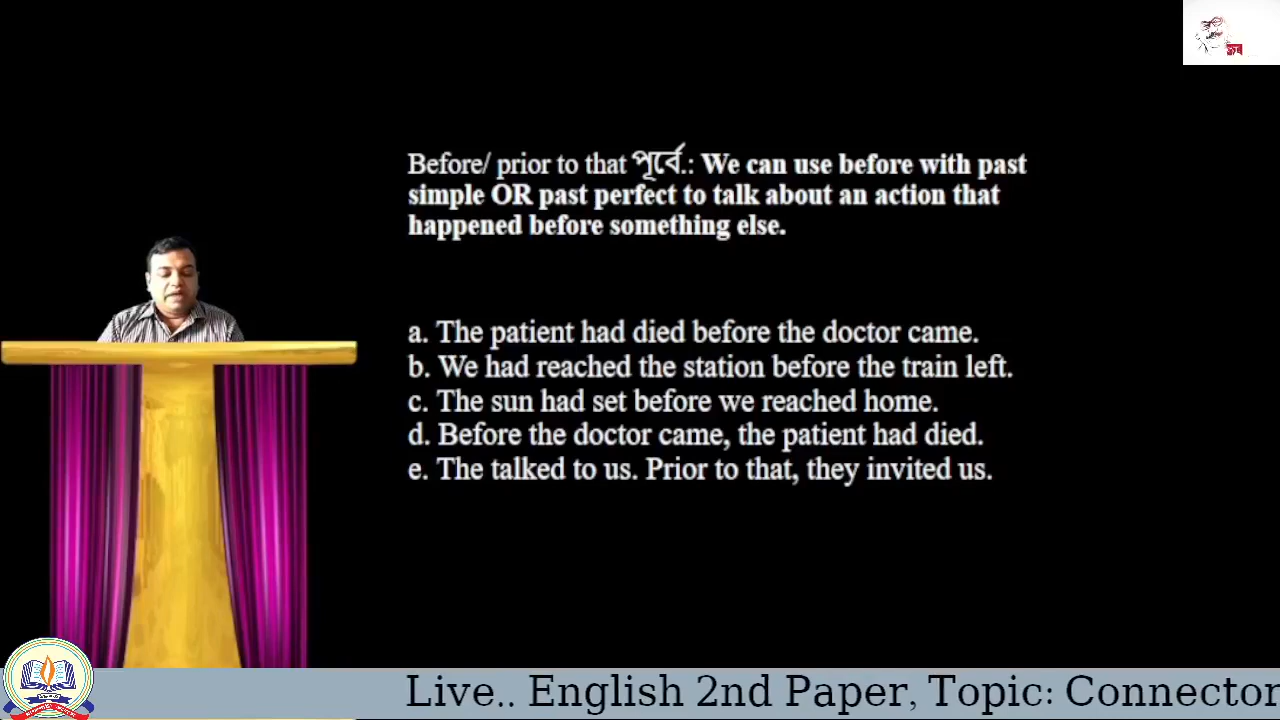 Before/ prior to that পূর্বে.: We can use before with past
simple OR past perfect to talk about an action that
happened before something else.
a. The patient had died before the doctor came.
b. We had reached the station before the train left.
c. The sun had set before we reached home.
d. Before the doctor came, the patient had died.
e. The talked to us. Prior to that, they invited us.
Live.. English 2nd Paper, Topic: Connector